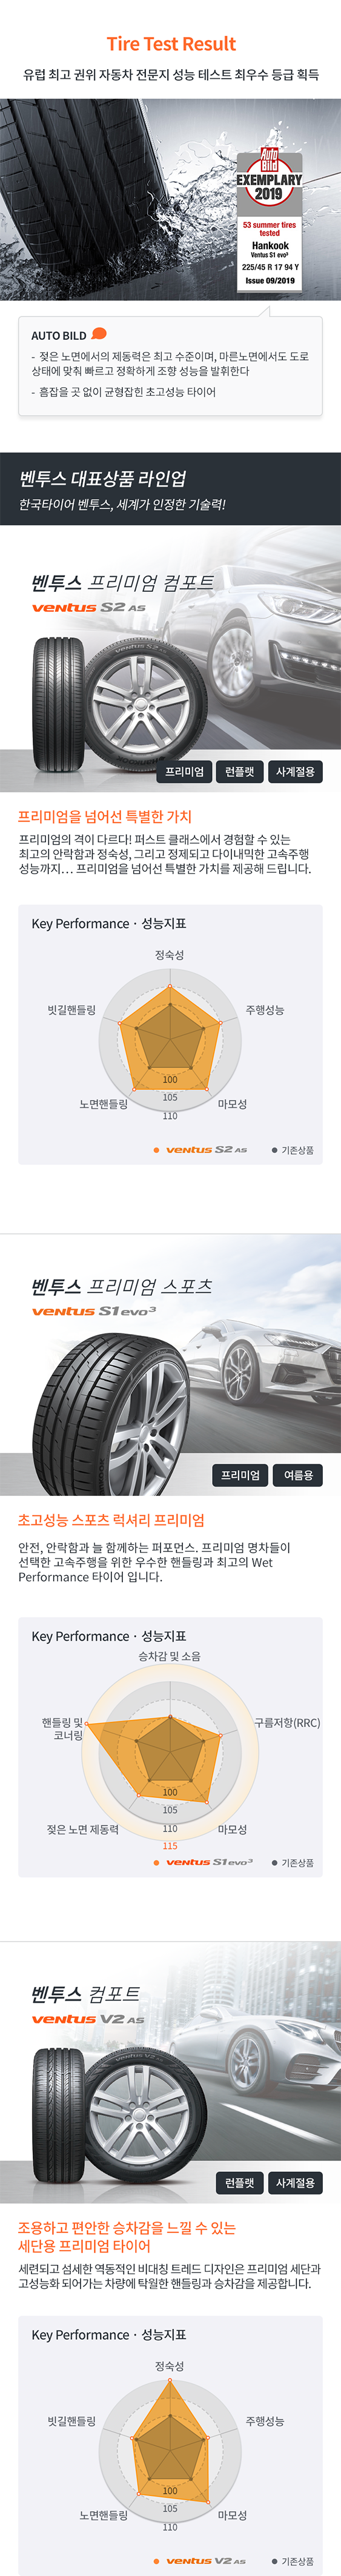 Tire Test Result
유럽 최고 권위 자동차 전문지 성능 테스트 최우수 등급 획득
Auto Bild
EXEMPLARY
2019
53 summer tires
tested
Hankook
Ventus S1 evo³
225/45 R 17 94 Y
Issue 09/2019
AUTO BILD
- 젖은 노면에서의 제동력은 최고 수준이며, 마른노면에서도 도로
상태에 맞춰 빠르고 정확하게 조향 성능을 발휘한다
- 흠잡을 곳 없이 균형잡힌 초고성능 타이어
벤투스 대표상품 라인업
한국타이어 벤투스, 세계가 인정한 기술력!
벤투스 프리미엄 컴포트
ventus S2 AS
프리미엄 런플랫 사계절용
프리미엄을 넘어선 특별한 가치
프리미엄의 격이 다르다! 퍼스트 클래스에서 경험할 수 있는
최고의 안락함과 정숙성, 그리고 정제되고 다이내믹한 고속주행
성능까지… 프리미엄을 넘어선 특별한 가치를 제공해 드립니다.
Key Performance · 성능지표
정숙성
빗길핸들링 주행성능
100
노면핸들링 105 마모성
110
ventus S2 AS 기존상품
벤투스 프리미엄 스포츠
ventus S1 evo³
프리미엄 여름용
초고성능 스포츠 럭셔리 프리미엄
안전, 안락함과 늘 함께하는 퍼포먼스. 프리미엄 명차들이
선택한 고속주행을 위한 우수한 핸들링과 최고의 Wet
Performance 타이어 입니다.
Key Performance · 성능지표
승차감 및 소음
핸들링 및 구름저항(RRC)
코너링
100
105
젖은 노면 제동력 110 마모성
115
ventus S1 evo³ 기존상품
벤투스 컴포트
ventus V2 AS
런플랫 사계절용
조용하고 편안한 승차감을 느낄 수 있는
세단용 프리미엄 타이어
세련되고 섬세한 역동적인 비대칭 트레드 디자인은 프리미엄 세단과
고성능화 되어가는 차량에 탁월한 핸들링과 승차감을 제공합니다.
Key Performance · 성능지표
정숙성
빗길핸들링 주행성능
100
105
노면핸들링 마모성
110
ventus V2 AS 기존상품